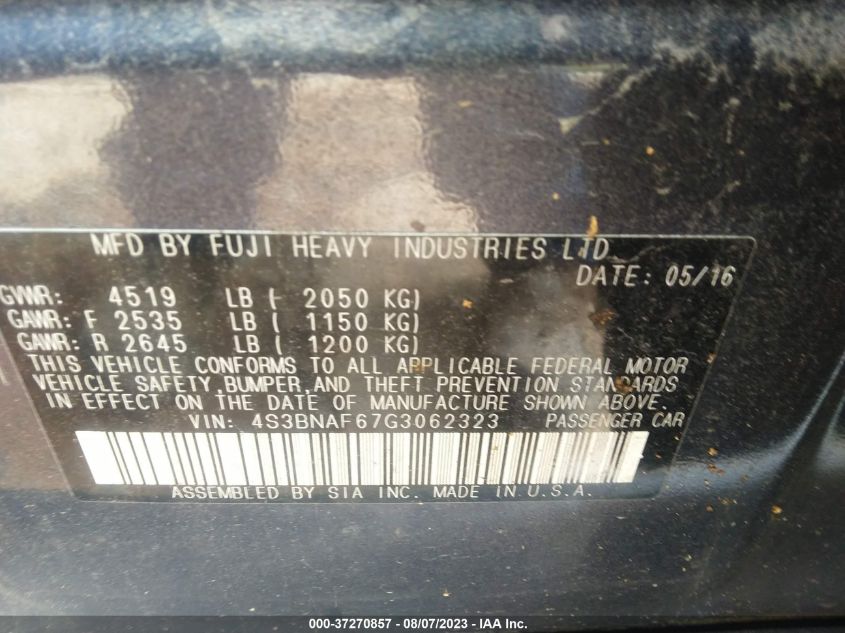 MFD BY FUJI HEAVY INDUSTRIES LTD
DATE: 05/16
GVWR: 4519 LB ( 2050 KG)
GAWR: F 2535 LB ( 1150 KG)
GAWR: R 2645 LB ( 1200 KG)
THIS VEHICLE CONFORMS TO ALL APPLICABLE FEDERAL MOTOR
VEHICLE SAFETY, BUMPER, AND THEFT PREVENTION STANDARDS
IN EFFECT ON THE DATE OF MANUFACTURE SHOWN ABOVE.
VIN: 4S3BNAF67G3062323 PASSENGER CAR
ASSEMBLED BY SIA INC. MADE IN U.S.A.
000-37270857 - 08/07/2023 - IAA Inc.